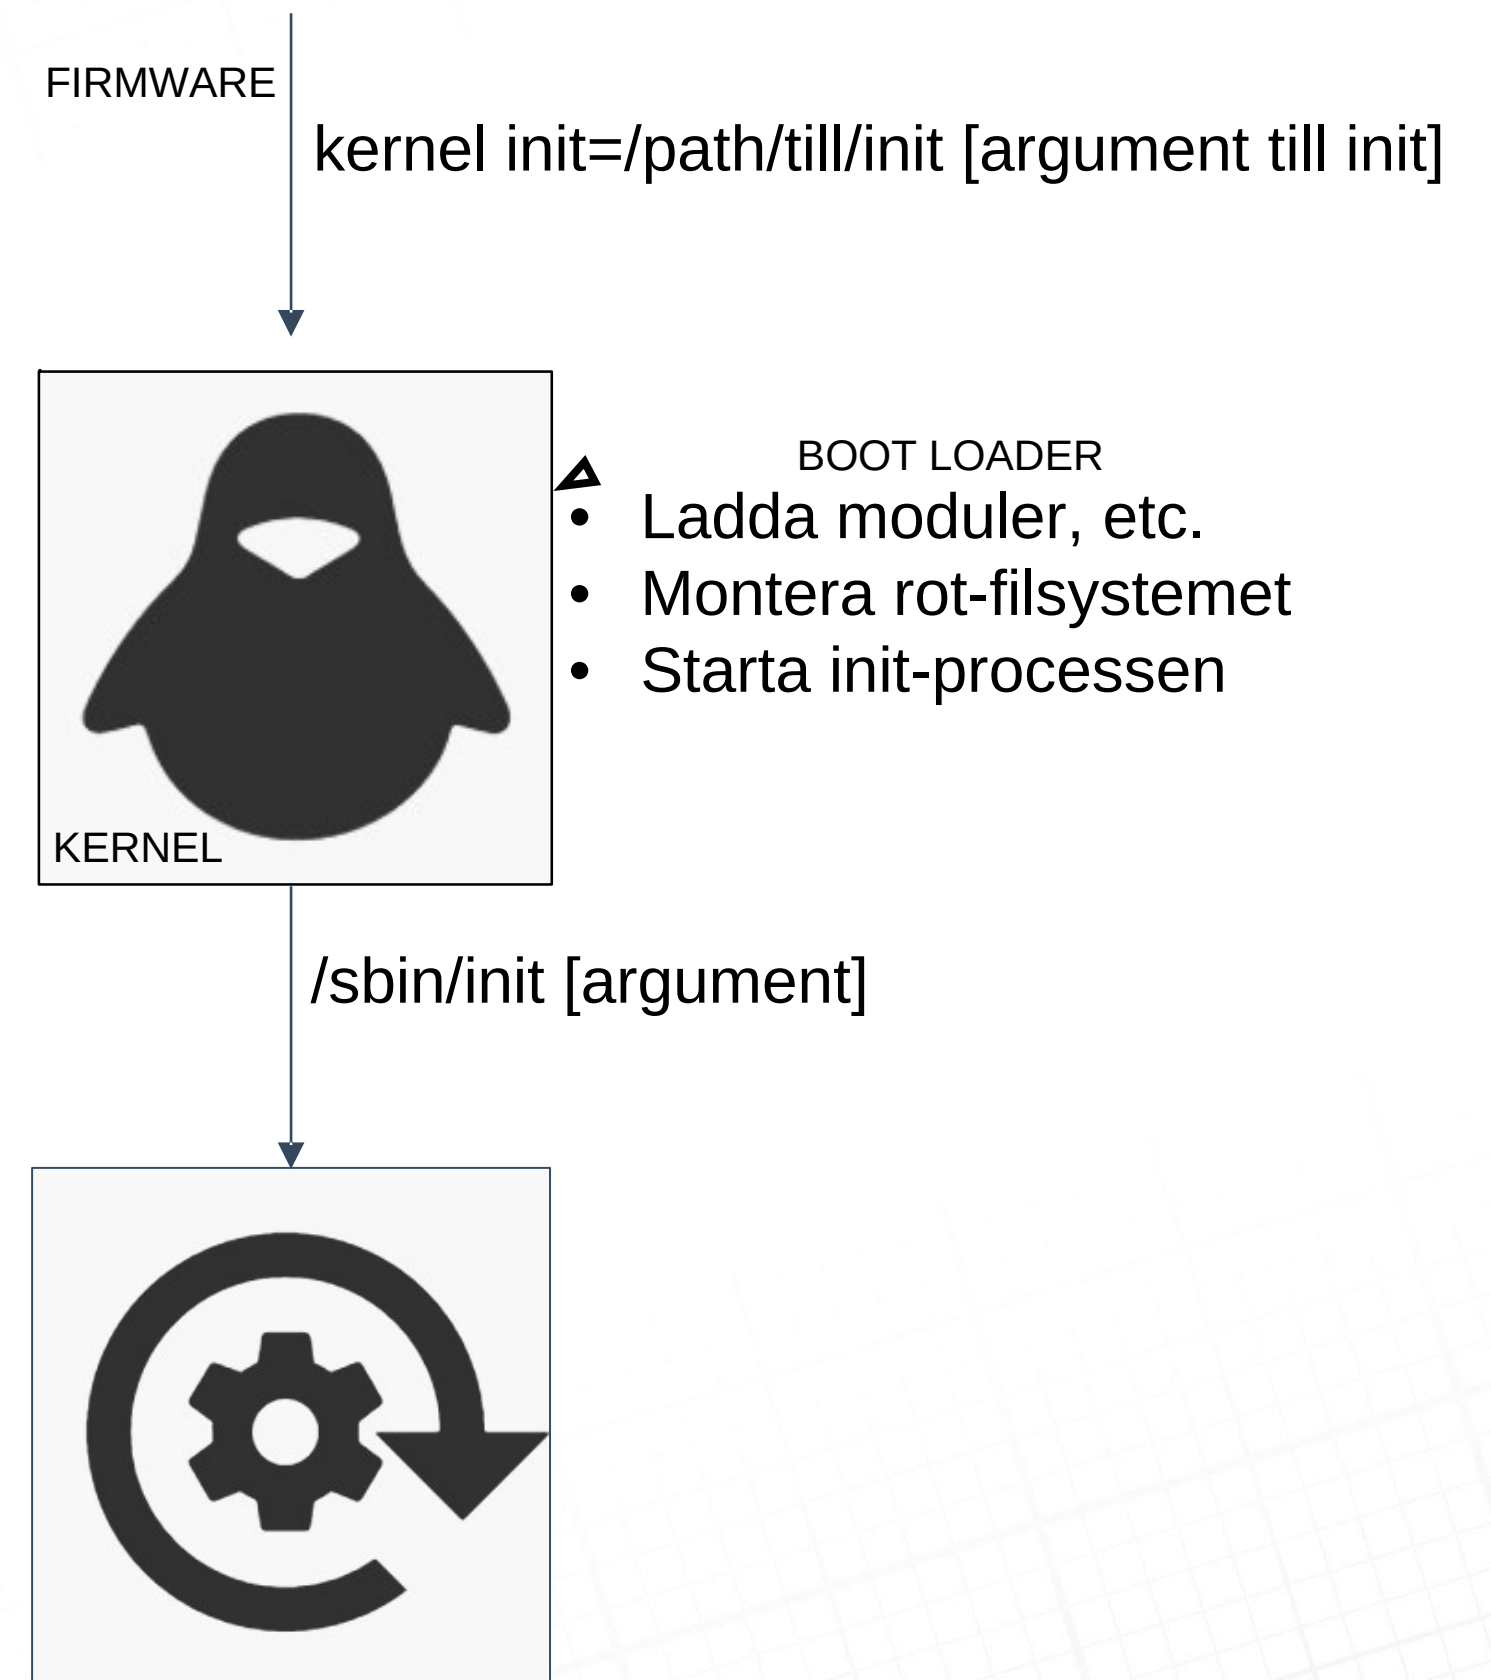 FIRMWARE
kernel init=/path/till/init [argument till init]
BOOT LOADER
• Ladda moduler, etc.
• Montera rot-filsystemet
• Starta init-processen
KERNEL
/sbin/init [argument]